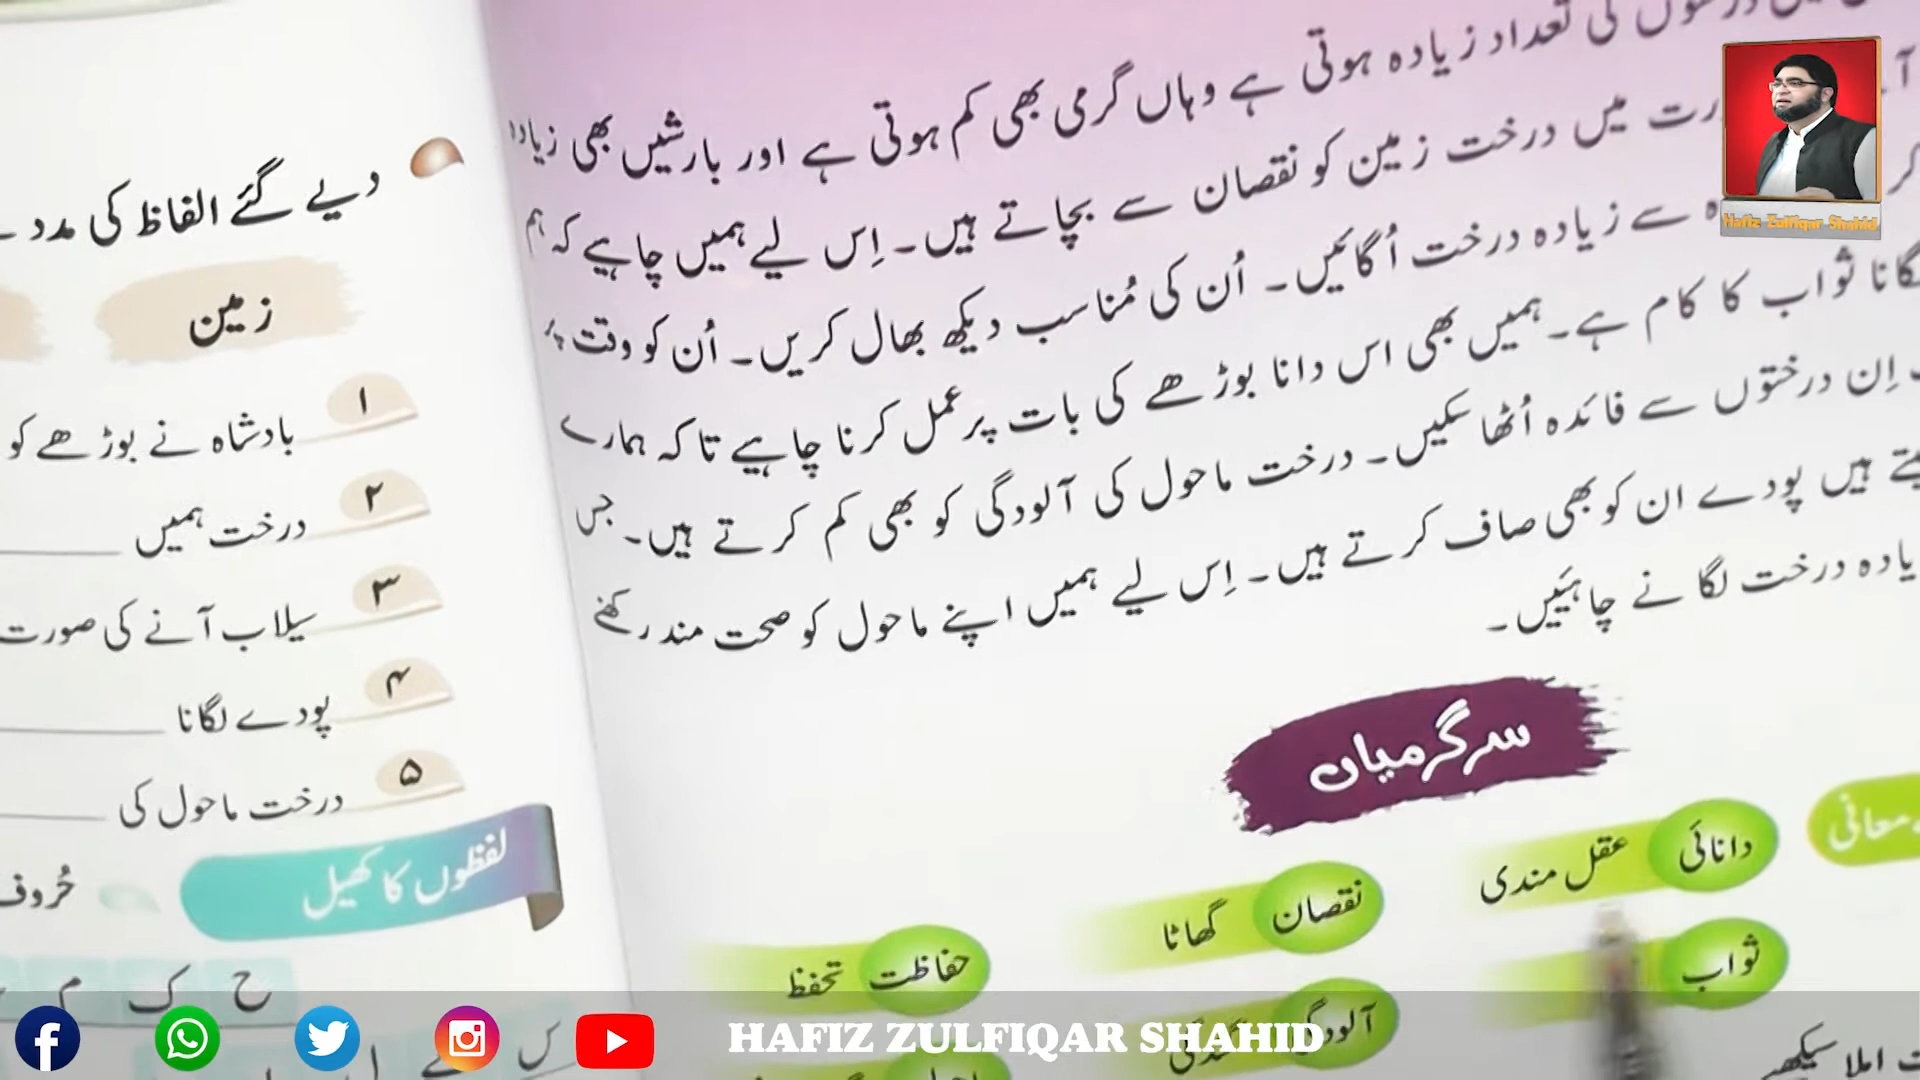 کی تعداد زیادہ ہوتی ہے وہاں گرمی بھی کم ہوتی ہے اور بارشیں بھی زیادہ
میں درخت زمین کو نقصان سے بچاتے ہیں۔ اِس لیے ہمیں چاہیے کہ ہم
سے زیادہ درخت اُگائیں۔ اُن کی مُناسب دیکھ بھال کریں۔ اُن کو وقت پر
ثواب کا کام ہے۔ ہمیں بھی اس دانا بوڑھے کی بات پر عمل کرنا چاہیے تاکہ ہمارے
اِن درختوں سے فائدہ اُٹھا سکیں۔ درخت ماحول کی آلودگی کو بھی کم کرتے ہیں۔ جس
ہیں پودے ان کو بھی صاف کرتے ہیں۔ اِس لیے ہمیں اپنے ماحول کو صحت مند رکھنے
درخت لگانے چاہئیں۔
سرگرمیاں
معانی
دانائی عقل مندی
نقصان گھاٹا
حفاظت تحفظ
ثواب
آلودگی
املا سیکھیے
دیے گئے الفاظ کی مدد
زمین
۱ بادشاہ نے بوڑھے کو
۲ درخت ہمیں
۳ سیلاب آنے کی صورت
۴ پودے لگانا
۵ درخت ماحول کی
لفظوں کا کھیل
حُروف
ح ک م
Hafiz Zulfiqar Shahid
HAFIZ ZULFIQAR SHAHID